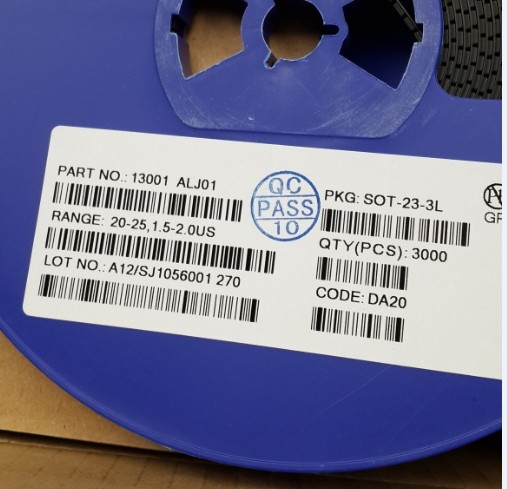 PART NO.: 13001 ALJ01
RANGE: 20-25,1.5-2.0US
LOT NO.: A12/SJ1056001 270
QC
PASS
10
PKG: SOT-23-3L
QTY(PCS): 3000
CODE: DA20